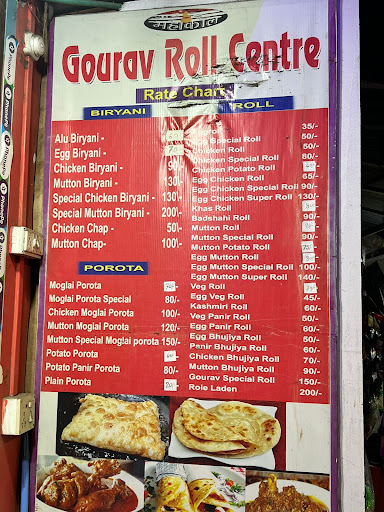 महाकाल
Gourav Roll Centre
Rate Chart
BIRYANI
Alu Biryani -
Egg Biryani -
Chicken Biryani -
Mutton Biryani - 130/-
Special Chicken Biryani - 130/-
Special Mutton Biryani - 200/-
Chicken Chap- 50/-
Mutton Chap- 100/-
POROTA
Moglai Porota
Moglai Porota Special 80/-
Chicken Moglai Porota 100/-
Mutton Moglai Porota 120/-
Mutton Special Moglai porota 150/-
Potato Porota
Potato Panir Porota 80/-
Plain Porota
ROLL
35/-
Egg Special Roll 50/-
Chicken Roll 50/-
Chicken Special Roll 80/-
Chicken Potato Roll
Egg Chicken Roll 65/-
Egg Chicken Special Roll 90/-
Egg Chicken Super Roll 130/-
Khas Roll
Badshahi Roll 90/-
Mutton Roll
Mutton Special Roll 90/-
Mutton Potato Roll
Egg Mutton Roll
Egg Mutton Special Roll 100/-
Egg Mutton Super Roll 140/-
Veg Roll
Egg Veg Roll 45/-
Kashmiri Roll 60/-
Veg Panir Roll 50/-
Egg Panir Roll 60/-
Egg Bhujiya Roll 50/-
Panir Bhujiya Roll 60/-
Chicken Bhujiya Roll 70/-
Mutton Bhujiya Roll 90/-
Gourav Special Roll 150/-
Role Laden 200/-